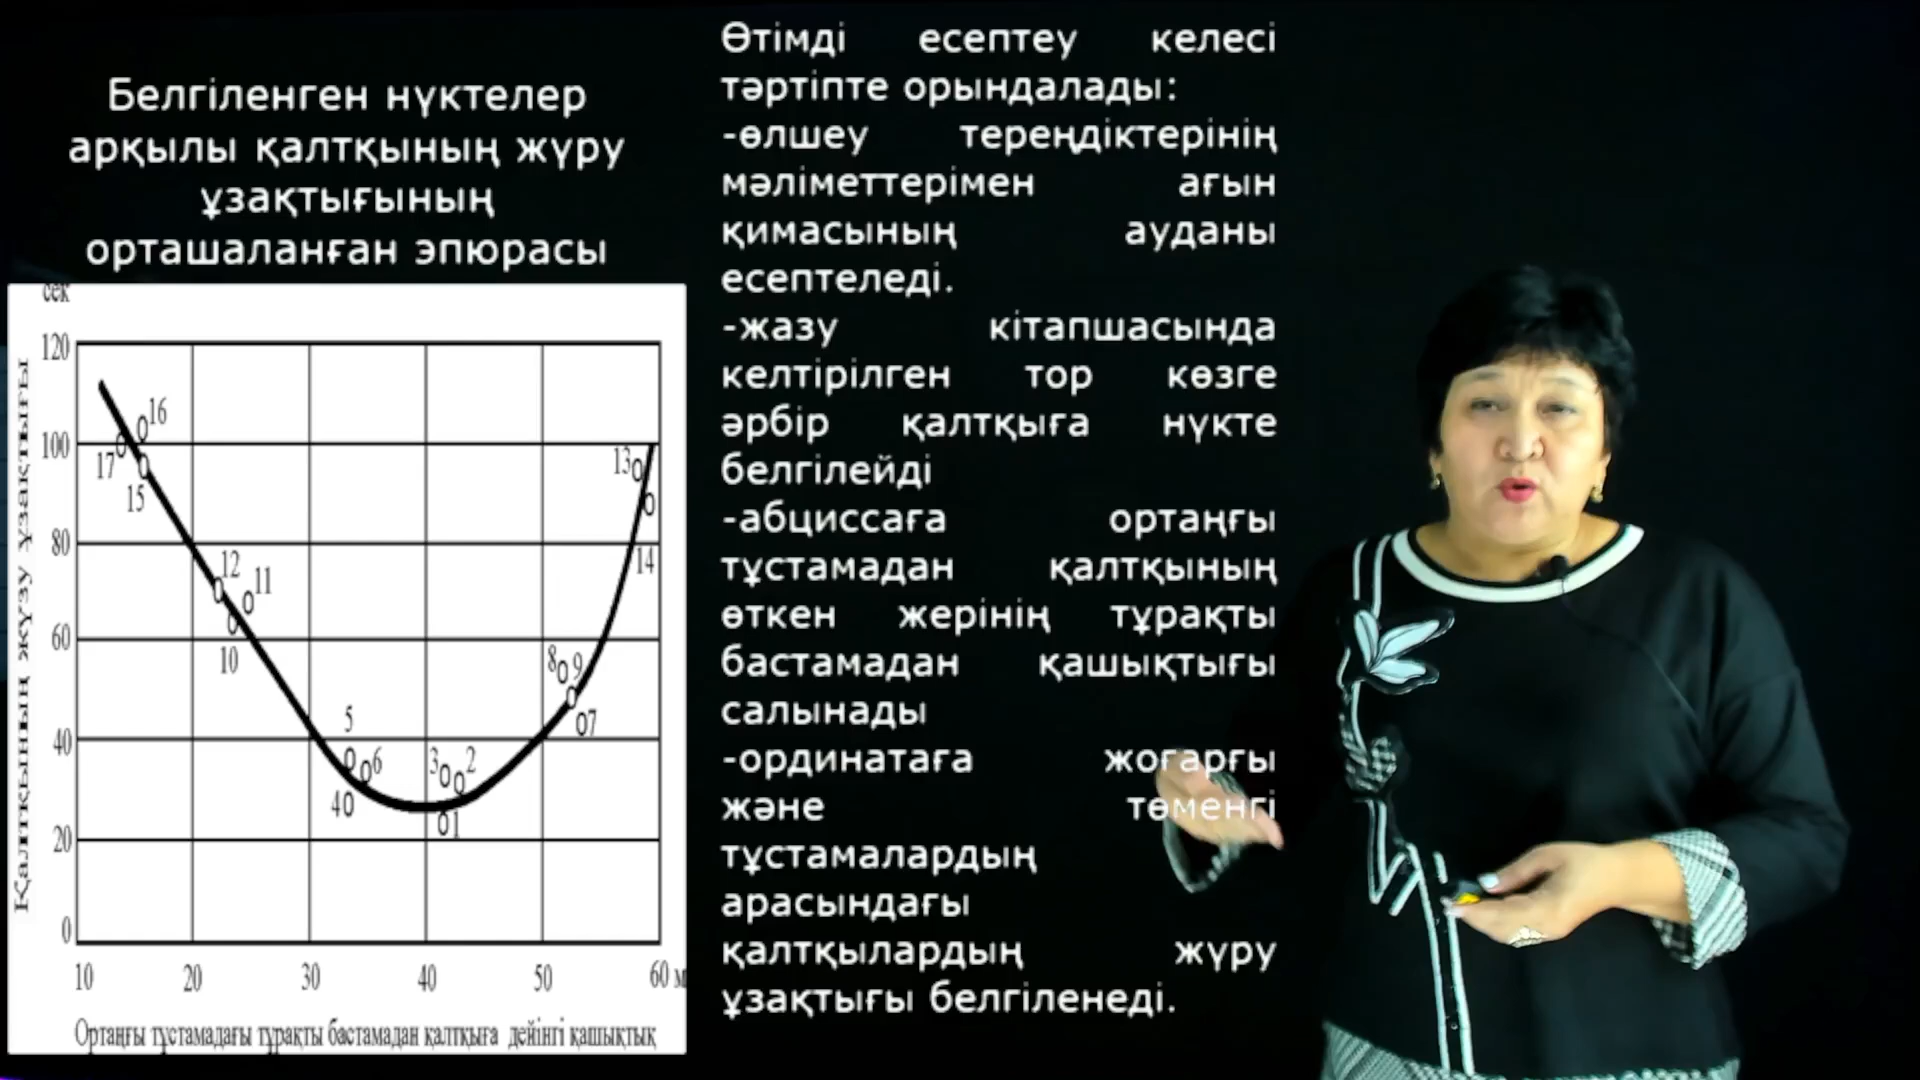 Белгіленген нүктелер
арқылы қалтқының жүру
ұзақтығының
орташаланған эпюрасы
сек
120
100
80
60
40
20
0
10 20 30 40 50 60 м
16
17
15
12
11
10
5
6
4
3
2
1
8
9
7
13
14
Қалтқының жүзу ұзақтығы
Ортаңғы тұстамадағы тұрақты бастамадан қалтқыға дейінгі қашықтық
Өтімді есептеу келесі
тәртіпте орындалады:
-өлшеу тереңдіктерінің
мәліметтерімен ағын
қимасының ауданы
есептеледі.
-жазу кітапшасында
келтірілген тор көзге
әрбір қалтқыға нүкте
белгілейді
-абциссаға ортаңғы
тұстамадан қалтқының
өткен жерінің тұрақты
бастамадан қашықтығы
салынады
-ординатаға жоғарғы
және төменгі
тұстамалардың
арасындағы
қалтқылардың жүру
ұзақтығы белгіленеді.